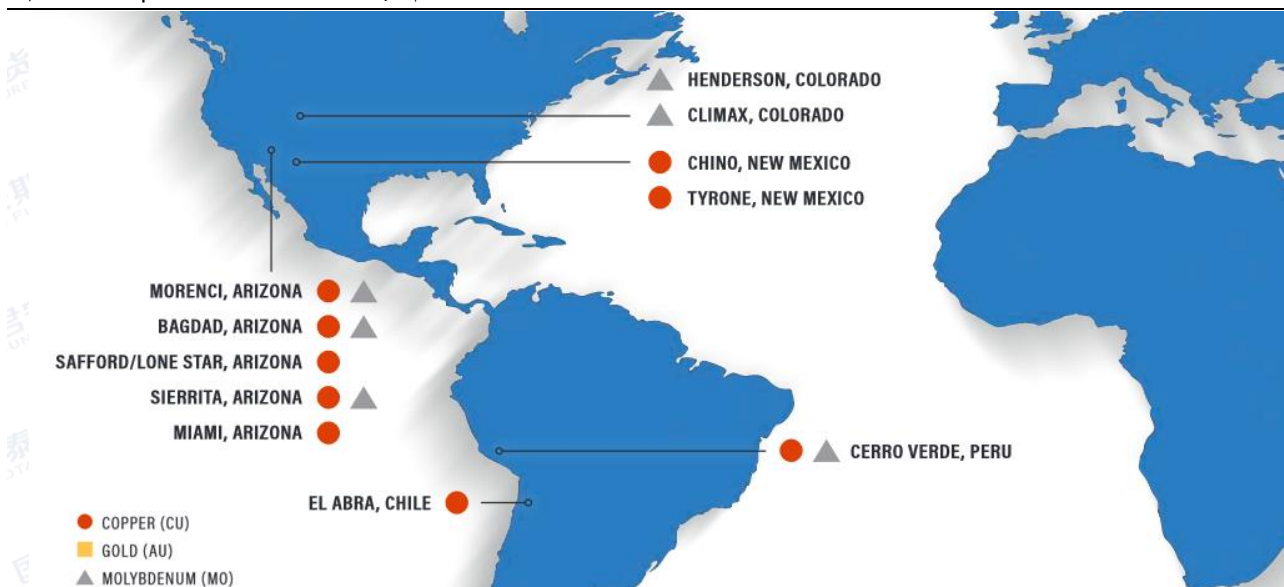 HENDERSON, COLORADO
CLIMAX, COLORADO
CHINO, NEW MEXICO
TYRONE, NEW MEXICO
MORENCI, ARIZONA
BAGDAD, ARIZONA
SAFFORD/LONE STAR, ARIZONA
SIERRITA, ARIZONA
MIAMI, ARIZONA
CERRO VERDE, PERU
EL ABRA, CHILE
COPPER (CU)
GOLD (AU)
MOLYBDENUM (MO)